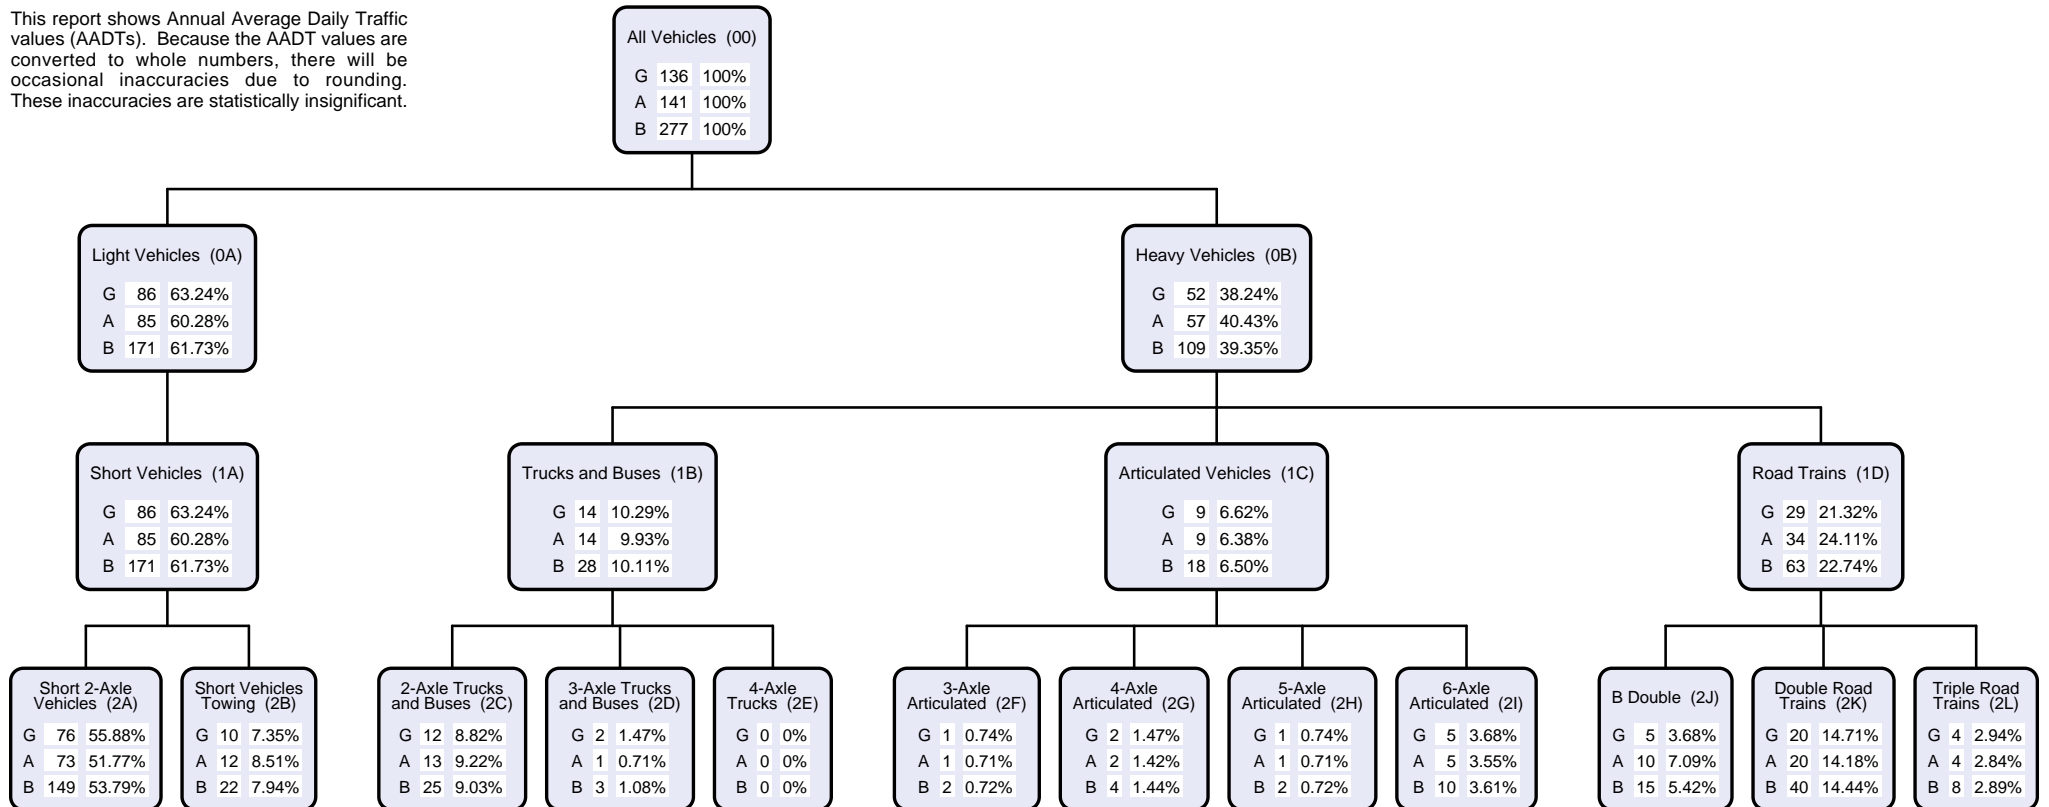 This report shows Annual Average Daily Traffic
values (AADTs). Because the AADT values are
converted to whole numbers, there will be
occasional inaccuracies due to rounding.
These inaccuracies are statistically insignificant.
All Vehicles (00)
G 136 100%
A 141 100%
B 277 100%
Light Vehicles (0A)
G 86 63.24%
A 85 60.28%
B 171 61.73%
Heavy Vehicles (0B)
G 52 38.24%
A 57 40.43%
B 109 39.35%
Short Vehicles (1A)
G 86 63.24%
A 85 60.28%
B 171 61.73%
Trucks and Buses (1B)
G 14 10.29%
A 14 9.93%
B 28 10.11%
Articulated Vehicles (1C)
G 9 6.62%
A 9 6.38%
B 18 6.50%
Road Trains (1D)
G 29 21.32%
A 34 24.11%
B 63 22.74%
Short 2-Axle
Vehicles (2A)
G 76 55.88%
A 73 51.77%
B 149 53.79%
Short Vehicles
Towing (2B)
G 10 7.35%
A 12 8.51%
B 22 7.94%
2-Axle Trucks
and Buses (2C)
G 12 8.82%
A 13 9.22%
B 25 9.03%
3-Axle Trucks
and Buses (2D)
G 2 1.47%
A 1 0.71%
B 3 1.08%
4-Axle
Trucks (2E)
G 0 0%
A 0 0%
B 0 0%
3-Axle
Articulated (2F)
G 1 0.74%
A 1 0.71%
B 2 0.72%
4-Axle
Articulated (2G)
G 2 1.47%
A 2 1.42%
B 4 1.44%
5-Axle
Articulated (2H)
G 1 0.74%
A 1 0.71%
B 2 0.72%
6-Axle
Articulated (2I)
G 5 3.68%
A 5 3.55%
B 10 3.61%
B Double (2J)
G 5 3.68%
A 10 7.09%
B 15 5.42%
Double Road
Trains (2K)
G 20 14.71%
A 20 14.18%
B 40 14.44%
Triple Road
Trains (2L)
G 4 2.94%
A 4 2.84%
B 8 2.89%